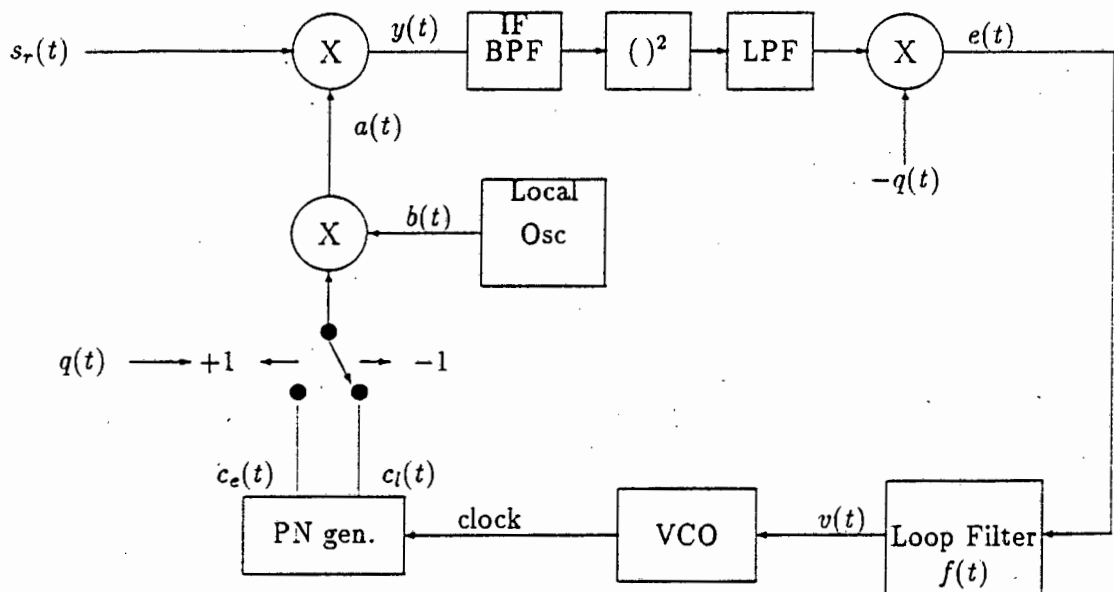 s_r(t)
X
y(t)
IF
BPF
( )²
LPF
X
e(t)
a(t)
-q(t)
X
b(t)
Local
Osc
q(t)
+1
-1
c_e(t)
c_l(t)
PN gen.
clock
VCO
v(t)
Loop Filter
f(t)